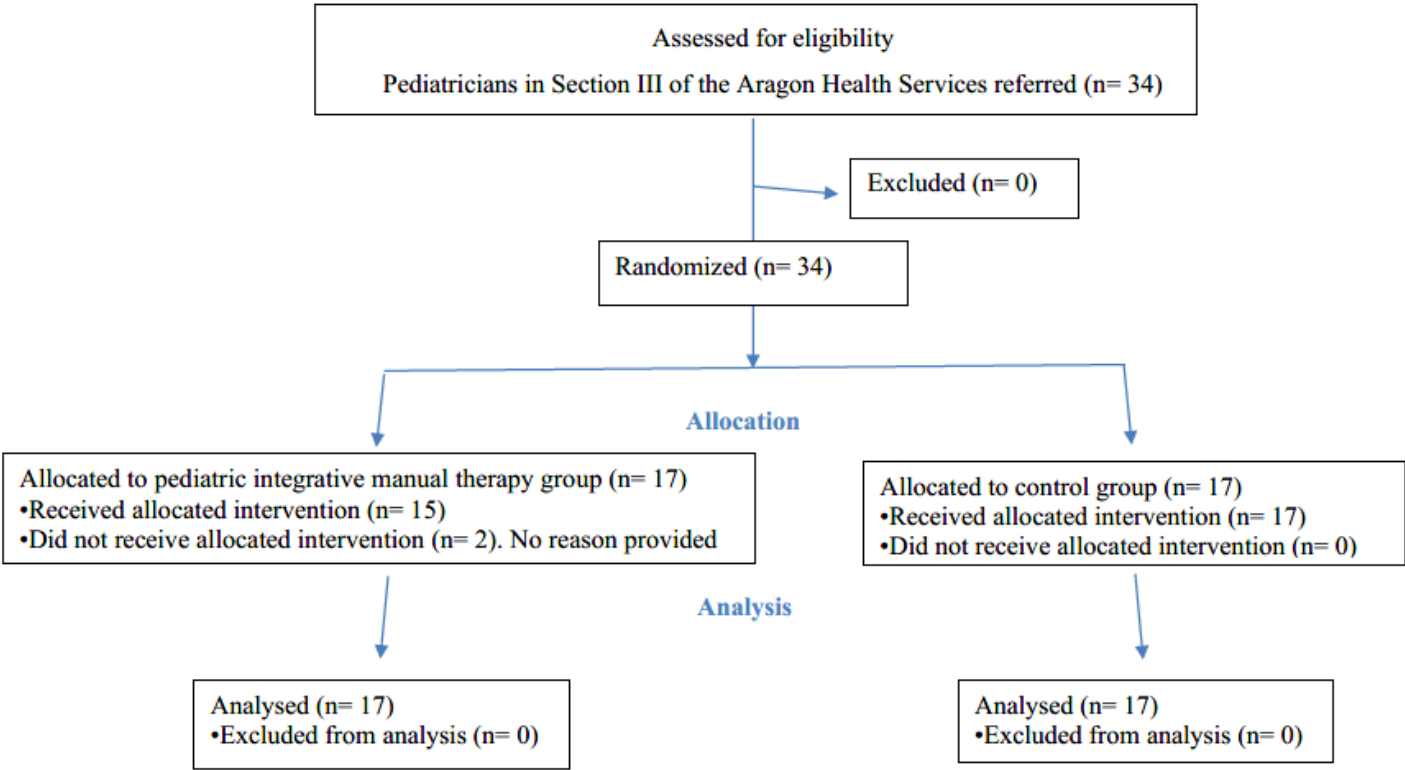 Assessed for eligibility
Pediatricians in Section III of the Aragon Health Services referred (n= 34)
Excluded (n= 0)
Randomized (n= 34)
Allocation
Allocated to pediatric integrative manual therapy group (n= 17)
•Received allocated intervention (n= 15)
•Did not receive allocated intervention (n= 2). No reason provided
Allocated to control group (n= 17)
•Received allocated intervention (n= 17)
•Did not receive allocated intervention (n= 0)
Analysis
Analysed (n= 17)
•Excluded from analysis (n= 0)
Analysed (n= 17)
•Excluded from analysis (n= 0)